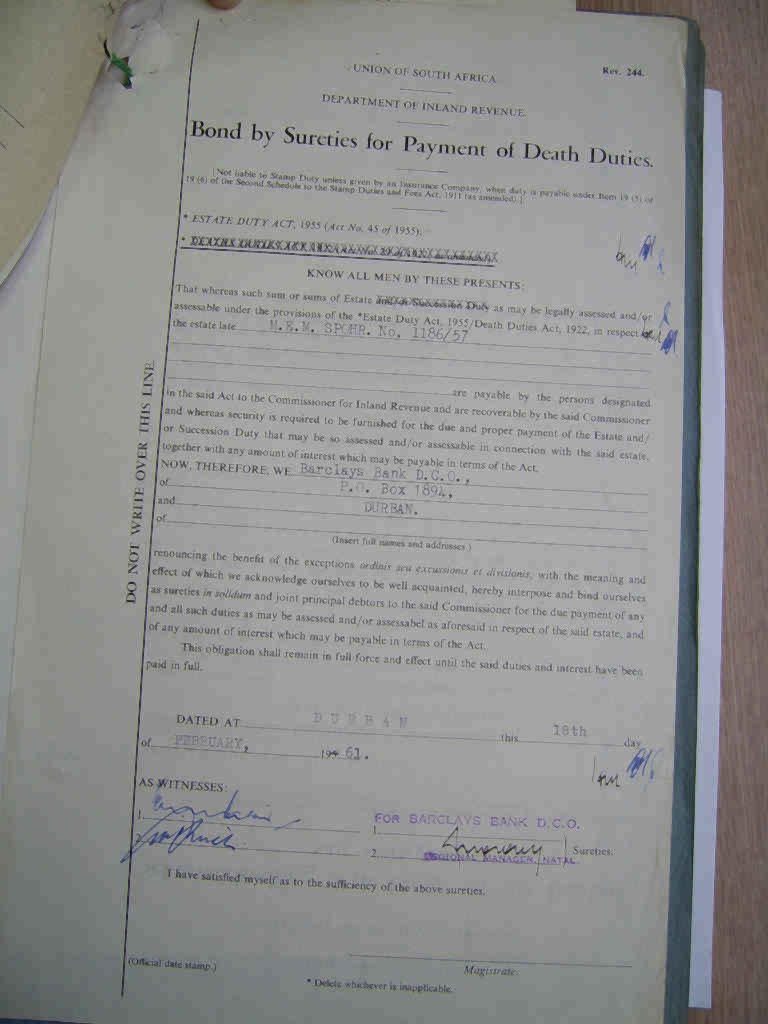 UNION OF SOUTH AFRICA
Rev. 244.
DEPARTMENT OF INLAND REVENUE.
Bond by Sureties for Payment of Death Duties.
[Not liable to Stamp Duty unless given by an Insurance Company, when duty is payable under Item 19 (5) or
19 (6) of the Second Schedule to the Stamp Duties and Fees Act, 1911 (as amended).]
* ESTATE DUTY ACT, 1955 (Act No. 45 of 1955).
KNOW ALL MEN BY THESE PRESENTS:
That whereas such sum or sums of Estate and/or Succession Duty as may be legally assessed and/or
assessable under the provisions of the *Estate Duty Act, 1955/Death Duties Act, 1922, in respect
the estate late M.E.M. SPOHR. No, 1186/57
are payable by the persons designated
in the said Act to the Commissioner for Inland Revenue and are recoverable by the said Commissioner
and whereas security is required to be furnished for the due and proper payment of the Estate and/
or Succession Duty that may be so assessed and/or assessable in connection with the said estate,
together with any amount of interest which may be payable in terms of the Act.
NOW, THEREFORE, WE Barclays Bank D.C.O.,
of P.O. Box 1894,
and DURBAN.
of
(Insert full names and addresses.)
renouncing the benefit of the exceptions ordinis seu excussionis et divisionis, with the meaning and
effect of which we acknowledge ourselves to be well acquainted, hereby interpose and bind ourselves
as sureties in solidum and joint principal debtors to the said Commissioner for the due payment of any
and all such duties as may be assessed and/or assessabel as aforesaid in respect of the said estate, and
of any amount of interest which may be payable in terms of the Act.
This obligation shall remain in full force and effect until the said duties and interest have been
paid in full.
DATED AT DURBAN this 18th day
of FEBRUARY, 19 61.
AS WITNESSES:
1.
FOR BARCLAYS BANK D.C.O.
1.
Sureties.
2.
REGIONAL MANAGER, NATAL
I have satisfied myself as to the sufficiency of the above sureties.
(Official date stamp.)
Magistrate.
* Delete whichever is inapplicable.
DO NOT WRITE OVER THIS LINE